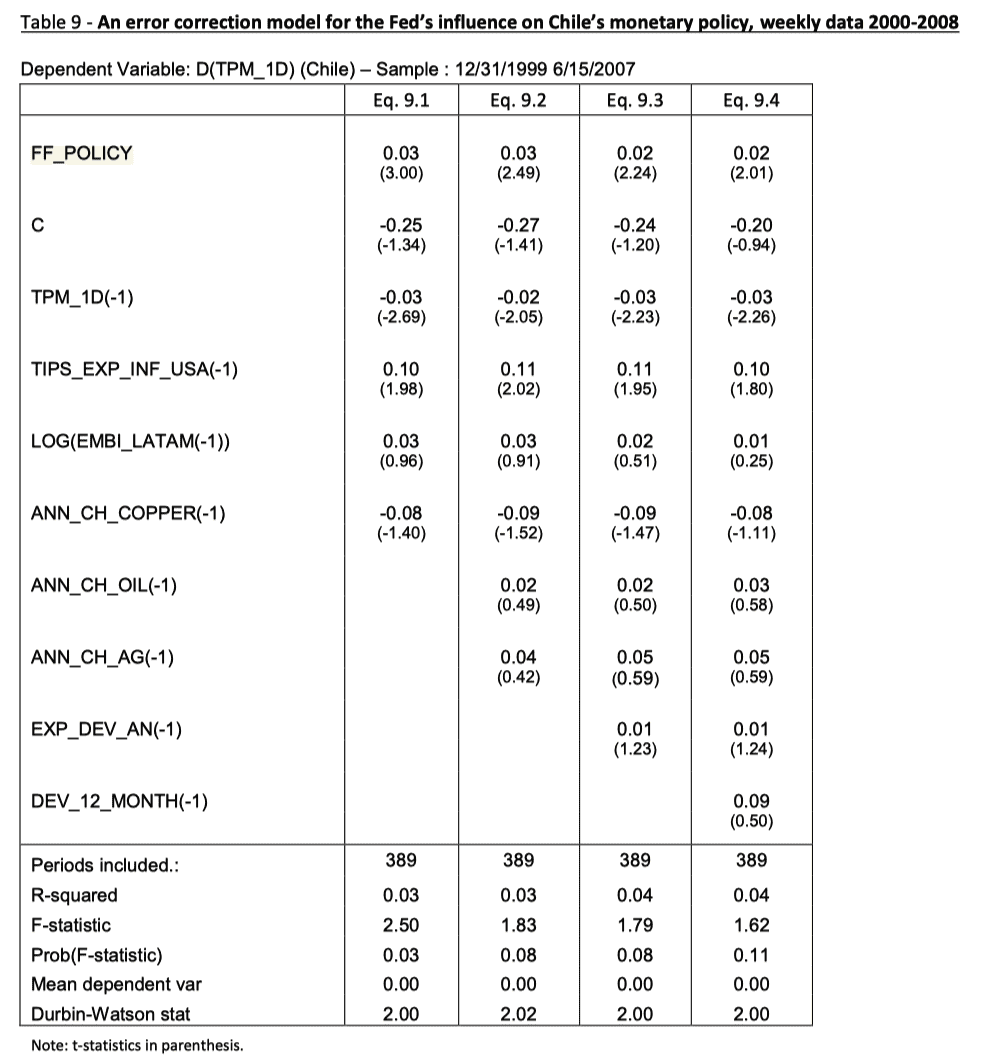 Table 9 - An error correction model for the Fed's influence on Chile's monetary policy, weekly data 2000-2008
Dependent Variable: D(TPM_1D) (Chile) – Sample : 12/31/1999 6/15/2007
Eq. 9.1 Eq. 9.2 Eq. 9.3 Eq. 9.4
FF_POLICY 0.03 0.03 0.02 0.02
(3.00) (2.49) (2.24) (2.01)
C -0.25 -0.27 -0.24 -0.20
(-1.34) (-1.41) (-1.20) (-0.94)
TPM_1D(-1) -0.03 -0.02 -0.03 -0.03
(-2.69) (-2.05) (-2.23) (-2.26)
TIPS_EXP_INF_USA(-1) 0.10 0.11 0.11 0.10
(1.98) (2.02) (1.95) (1.80)
LOG(EMBI_LATAM(-1)) 0.03 0.03 0.02 0.01
(0.96) (0.91) (0.51) (0.25)
ANN_CH_COPPER(-1) -0.08 -0.09 -0.09 -0.08
(-1.40) (-1.52) (-1.47) (-1.11)
ANN_CH_OIL(-1) 0.02 0.02 0.03
(0.49) (0.50) (0.58)
ANN_CH_AG(-1) 0.04 0.05 0.05
(0.42) (0.59) (0.59)
EXP_DEV_AN(-1) 0.01 0.01
(1.23) (1.24)
DEV_12_MONTH(-1) 0.09
(0.50)
Periods included.: 389 389 389 389
R-squared 0.03 0.03 0.04 0.04
F-statistic 2.50 1.83 1.79 1.62
Prob(F-statistic) 0.03 0.08 0.08 0.11
Mean dependent var 0.00 0.00 0.00 0.00
Durbin-Watson stat 2.00 2.02 2.00 2.00
Note: t-statistics in parenthesis.